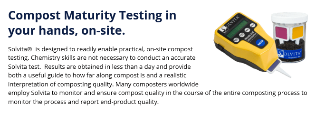 Compost Maturity Testing in
your hands, on-site.
Solvita® is designed to readily enable practical, on-site compost
testing. Chemistry skills are not necessary to conduct an accurate
Solvita test. Results are obtained in less than a day and provide
both a useful guide to how far along compost is and a realistic
interpretation of composting quality. Many composters worldwide
employ Solvita to monitor and ensure compost quality in the course of the entire composting process to
monitor the process and report end-product quality.